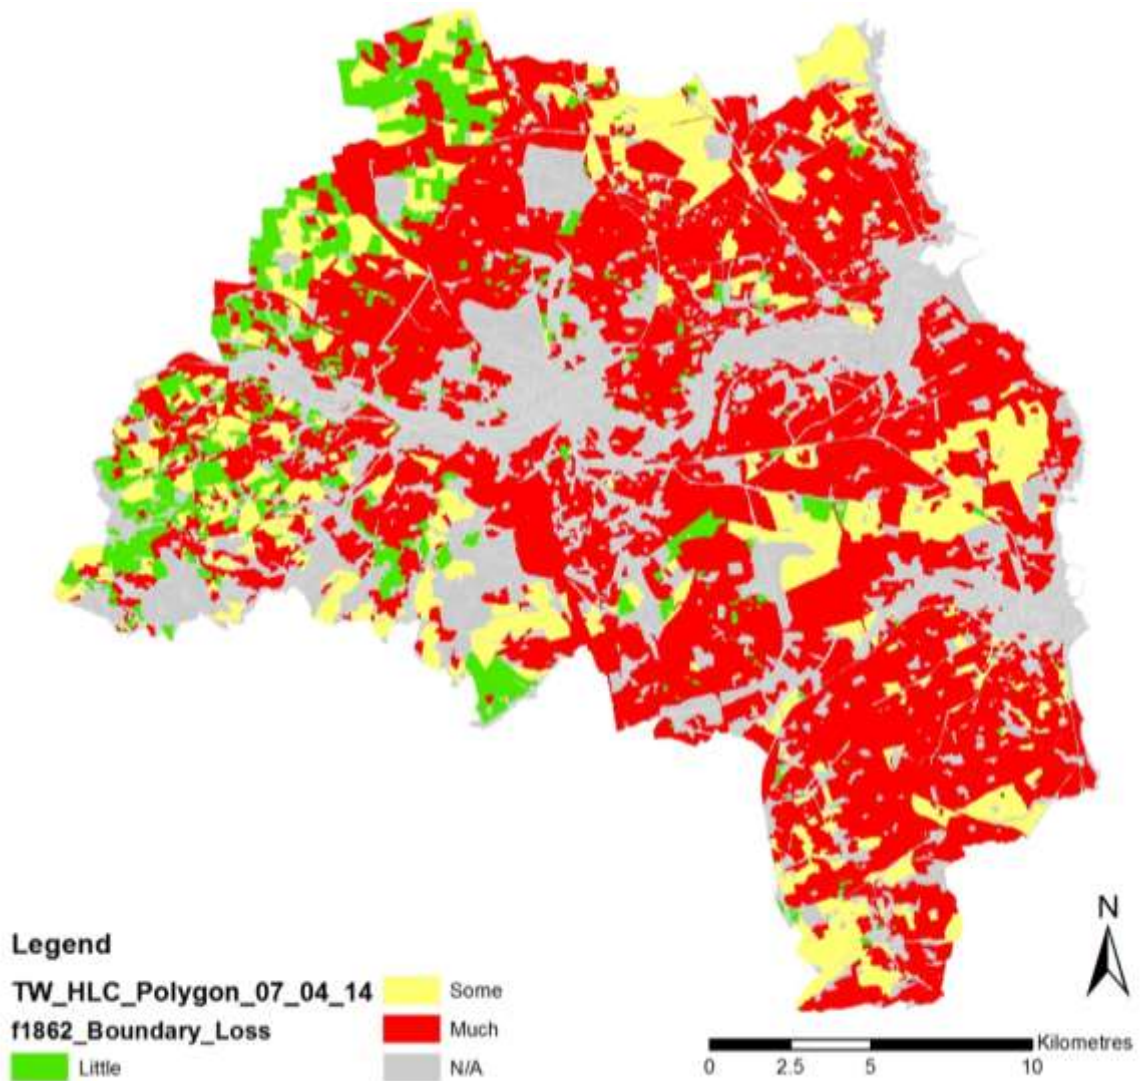 N
Legend
TW_HLC_Polygon_07_04_14
f1862_Boundary_Loss
Little
Some
Much
N/A
Kilometres
0 2.5 5 10